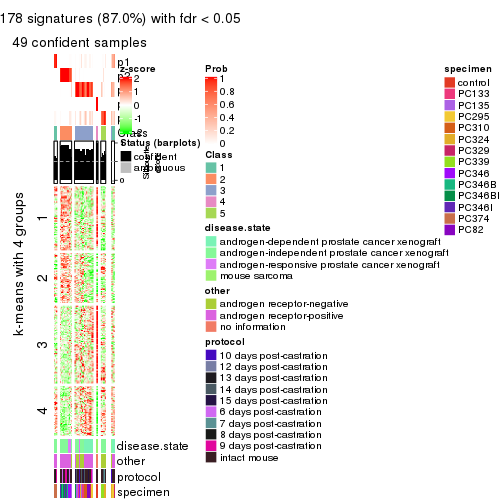 178 signatures (87.0%) with fdr < 0.05
49 confident samples
k-means with 4 groups
1
2
3
4
p1
z-score
2
1
0
-1
Status (barplots)
confident
ambiguous
disease.state
other
protocol
specimen
Prob
1
0.8
0.6
0.4
0.2
0
Class
1
2
3
4
5
disease.state
androgen-dependent prostate cancer xenograft
androgen-independent prostate cancer xenograft
androgen-responsive prostate cancer xenograft
mouse sarcoma
other
androgen receptor-negative
androgen receptor-positive
no information
protocol
10 days post-castration
12 days post-castration
13 days post-castration
14 days post-castration
15 days post-castration
6 days post-castration
7 days post-castration
8 days post-castration
9 days post-castration
intact mouse
specimen
control
PC133
PC135
PC295
PC310
PC324
PC329
PC339
PC346
PC346B
PC346BI
PC346I
PC374
PC82